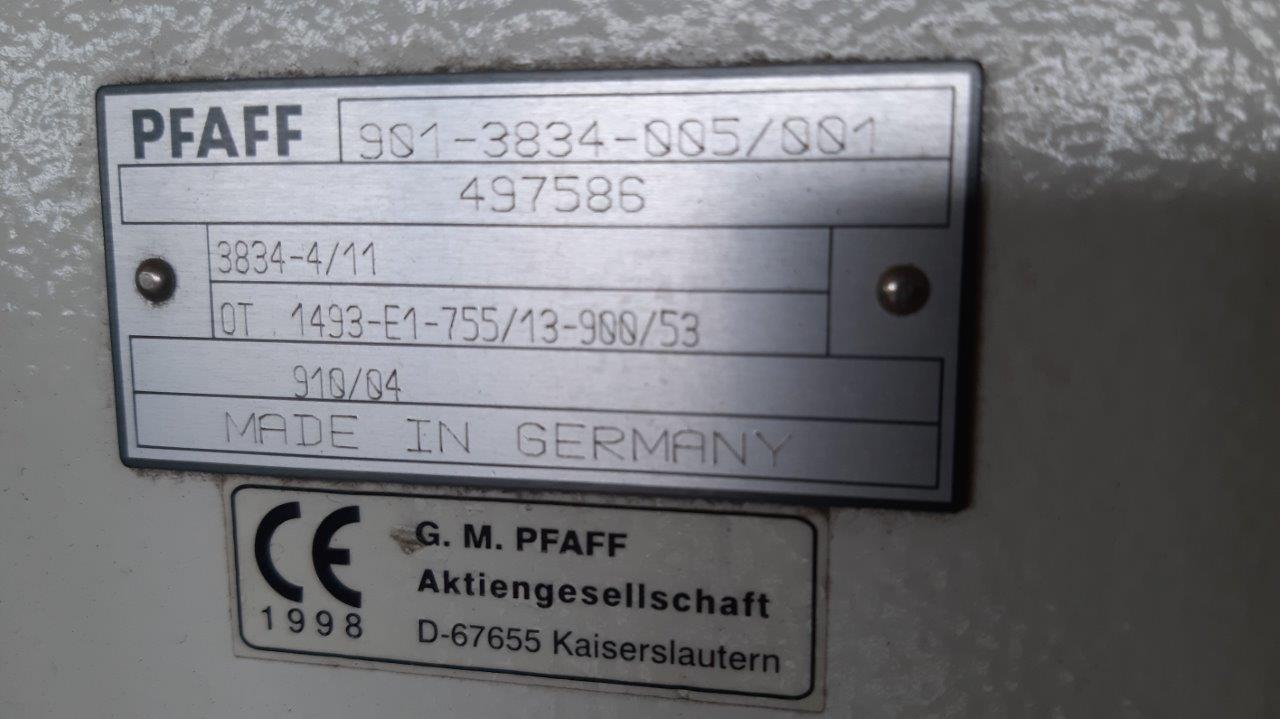 PFAFF 901-3834-005/001
497586
3834-4/11
OT 1493-E1-755/13-900/53
910/04
MADE IN GERMANY
CE
1998
G. M. PFAFF
Aktiengesellschaft
D-67655 Kaiserslautern